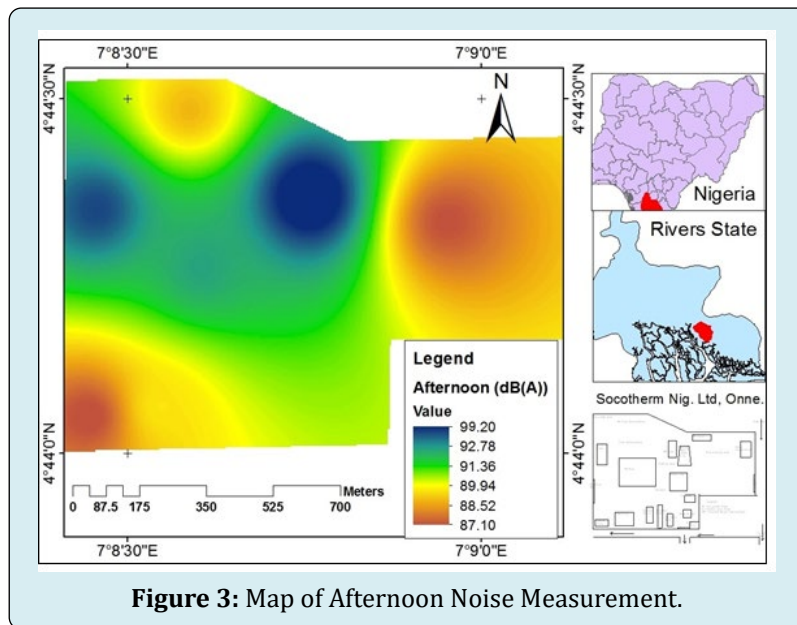 7°8'30"E
7°9'0"E
4°44'30"N
4°44'30"N
N
Nigeria
Rivers State
Legend
Afternoon (dB(A))
Value
99.20
92.78
91.36
89.94
88.52
87.10
Socotherm Nig. Ltd, Onne.
4°44'0"N
4°44'0"N
Meters
0 87.5 175 350 525 700
7°8'30"E
7°9'0"E
Figure 3: Map of Afternoon Noise Measurement.